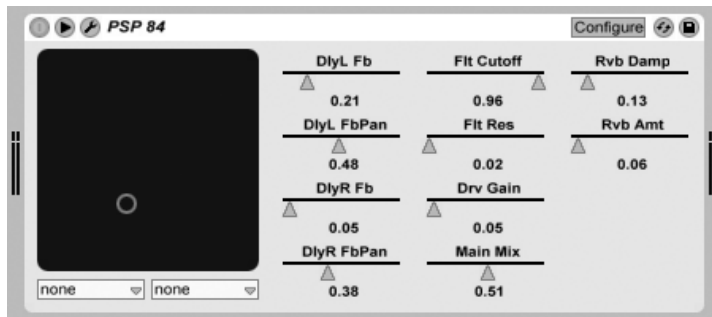 PSP 84
Configure
DlyL Fb
0.21
DlyL FbPan
0.48
DlyR Fb
0.05
DlyR FbPan
0.38
Flt Cutoff
0.96
Flt Res
0.02
Drv Gain
0.05
Main Mix
0.51
Rvb Damp
0.13
Rvb Amt
0.06
none
none